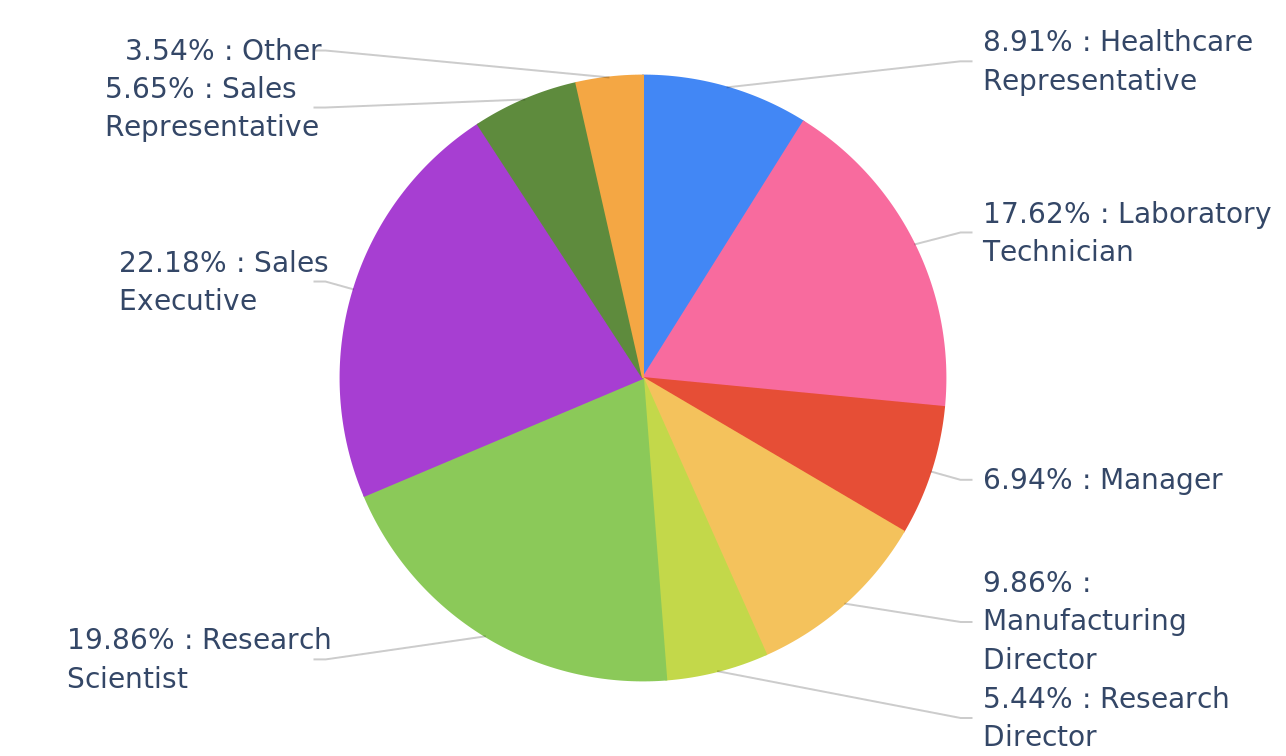 3.54% : Other
5.65% : Sales
Representative
22.18% : Sales
Executive
19.86% : Research
Scientist
8.91% : Healthcare
Representative
17.62% : Laboratory
Technician
6.94% : Manager
9.86% :
Manufacturing
Director
5.44% : Research
Director